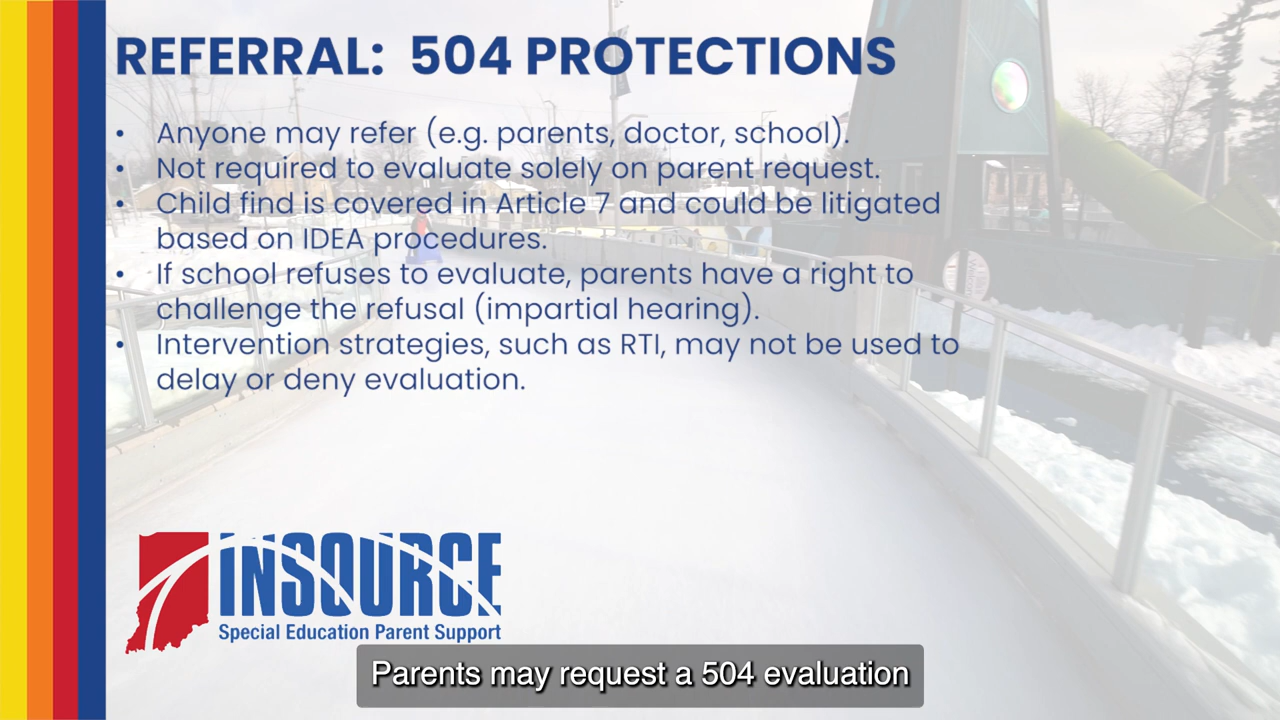 REFERRAL: 504 PROTECTIONS
• Anyone may refer (e.g. parents, doctor, school).
• Not required to evaluate solely on parent request.
• Child find is covered in Article 7 and could be litigated
based on IDEA procedures.
• If school refuses to evaluate, parents have a right to
challenge the refusal (impartial hearing).
• Intervention strategies, such as RTI, may not be used to
delay or deny evaluation.
INSOURCE
Special Education Parent Support
Parents may request a 504 evaluation